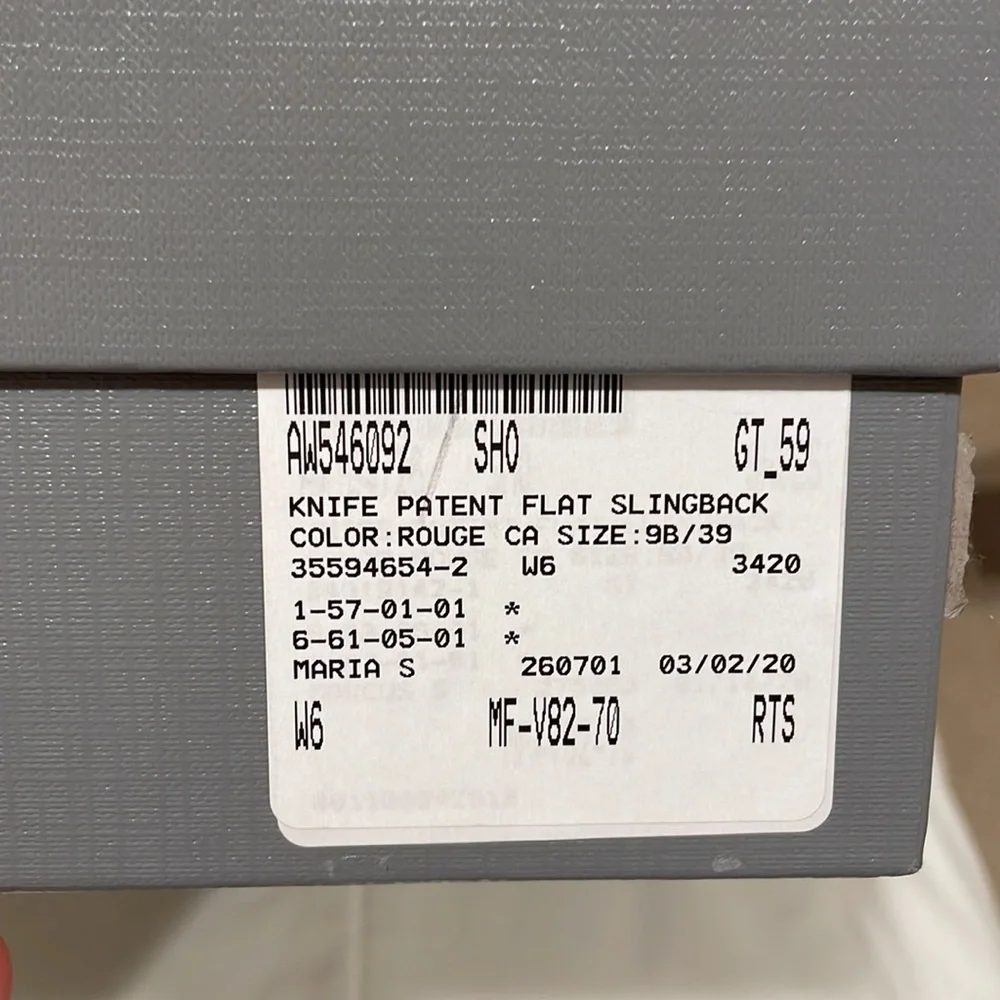 AW546092 SHO GT_59
KNIFE PATENT FLAT SLINGBACK
COLOR:ROUGE CA SIZE:9B/39
35594654-2 W6 3420
1-57-01-01 *
6-61-05-01 *
MARIA S 260701 03/02/20
W6 MF-V82-70 RTS